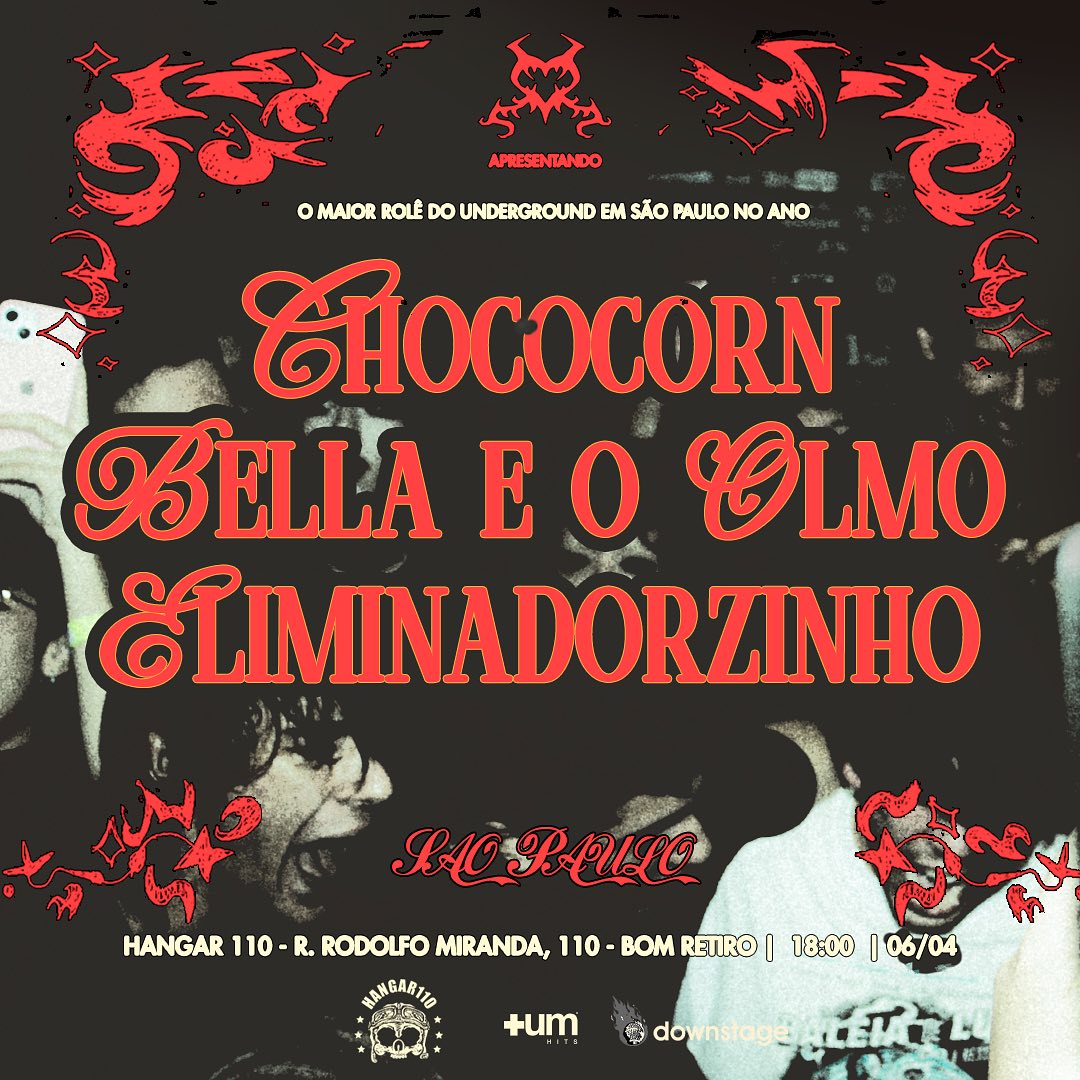 APRESENTANDO
O MAIOR ROLÊ DO UNDERGROUND EM SÃO PAULO NO ANO
CHOCOCORN
BELLA E O OLMO
ELIMINADORZINHO
SAO PAULO
HANGAR 110 - R. RODOLFO MIRANDA, 110 - BOM RETIRO | 18:00 | 06/04
HANGAR110
+um
HITS
downstage